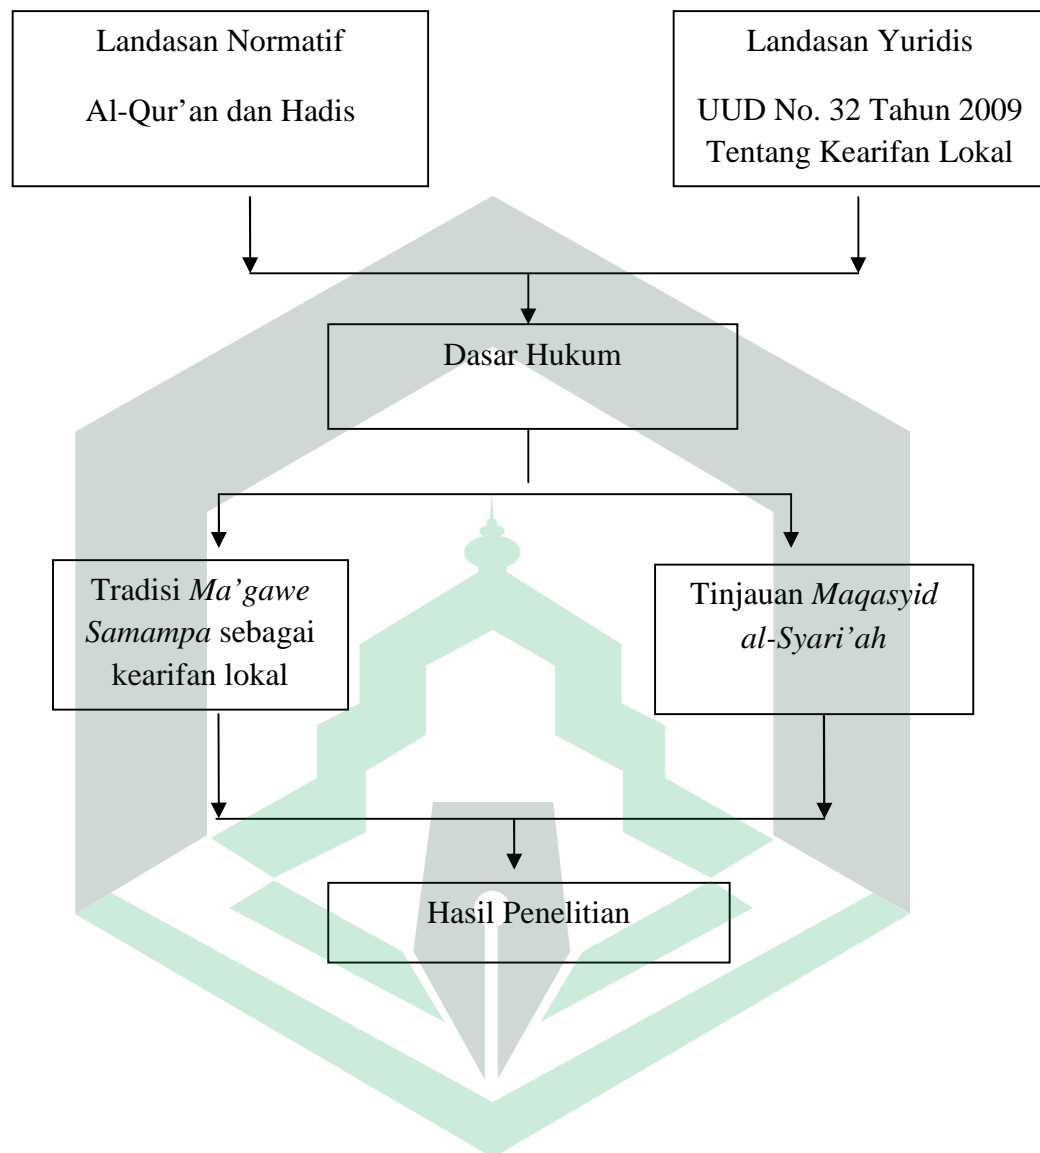 Landasan Normatif
Al-Qur’an dan Hadis
Landasan Yuridis
UUD No. 32 Tahun 2009
Tentang Kearifan Lokal
Dasar Hukum
Tradisi Ma’gawe
Samampa sebagai
kearifan lokal
Tinjauan Maqasyid
al-Syari’ah
Hasil Penelitian